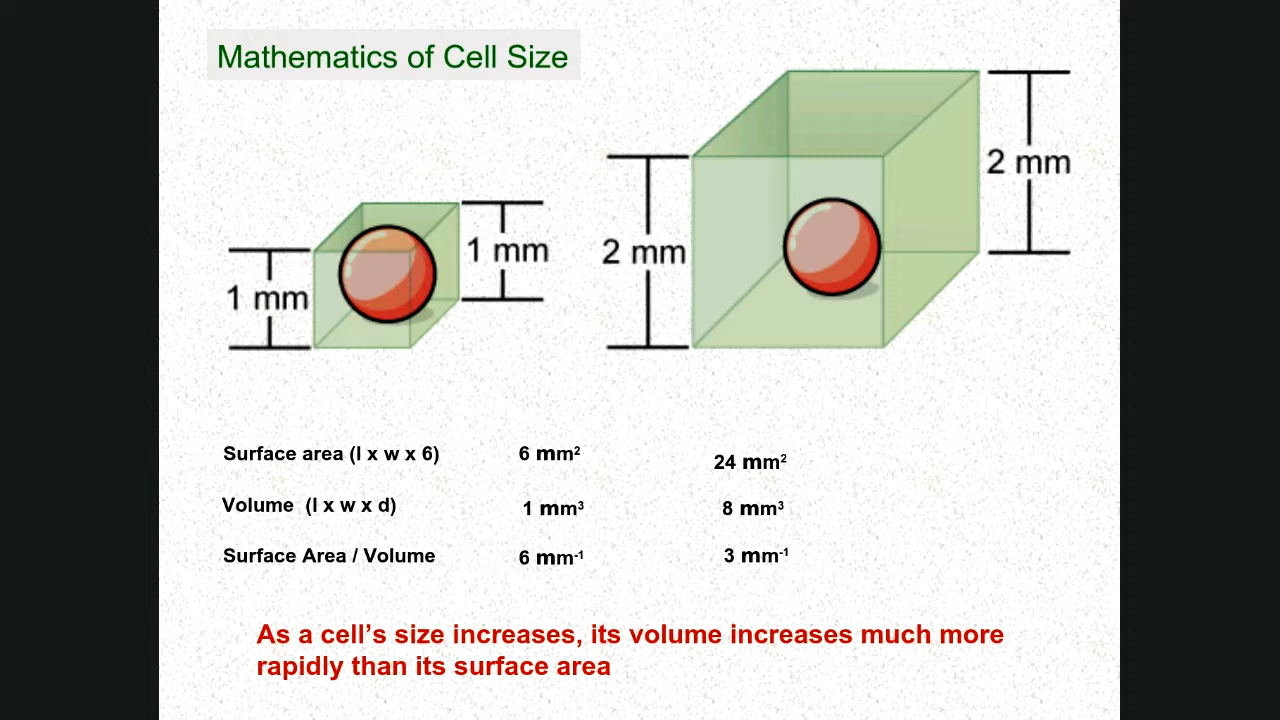 Mathematics of Cell Size
2 mm
1 mm
2 mm
1 mm
Surface area (l x w x 6) 6 mm² 24 mm²
Volume (l x w x d) 1 mm³ 8 mm³
Surface Area / Volume 6 mm⁻¹ 3 mm⁻¹
As a cell’s size increases, its volume increases much more
rapidly than its surface area